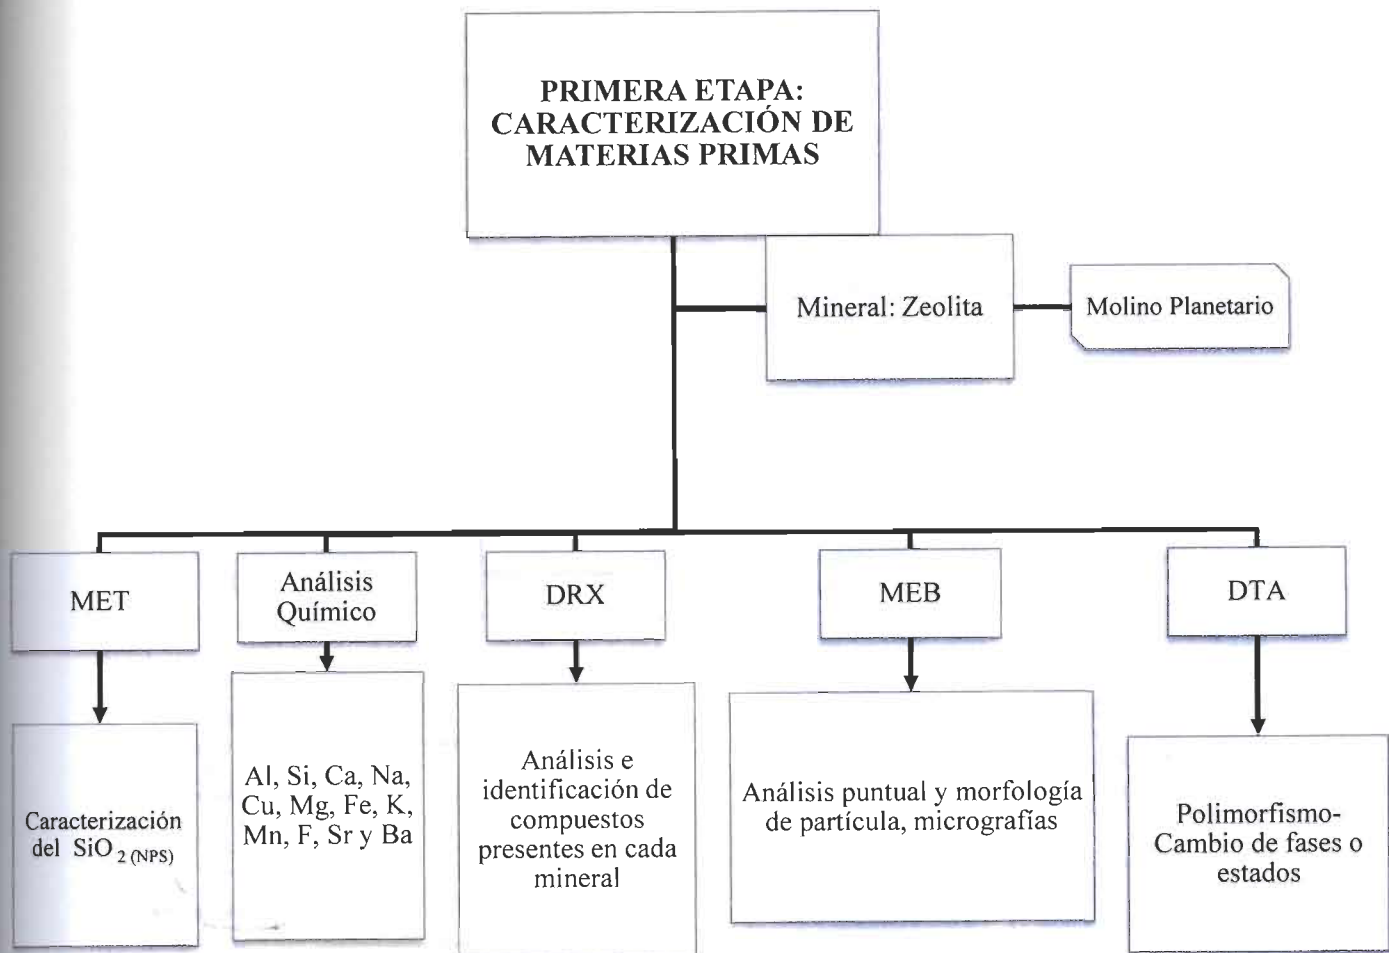 PRIMERA ETAPA:
CARACTERIZACIÓN DE
MATERIAS PRIMAS
Mineral: Zeolita
Molino Planetario
MET
Análisis
Químico
DRX
MEB
DTA
Caracterización
del SiO2 (NPS)
Al, Si, Ca, Na,
Cu, Mg, Fe, K,
Mn, F, Sr y Ba
Análisis e
identificación de
compuestos
presentes en cada
mineral
Análisis puntual y morfología
de partícula, micrografías
Polimorfismo-
Cambio de fases o
estados